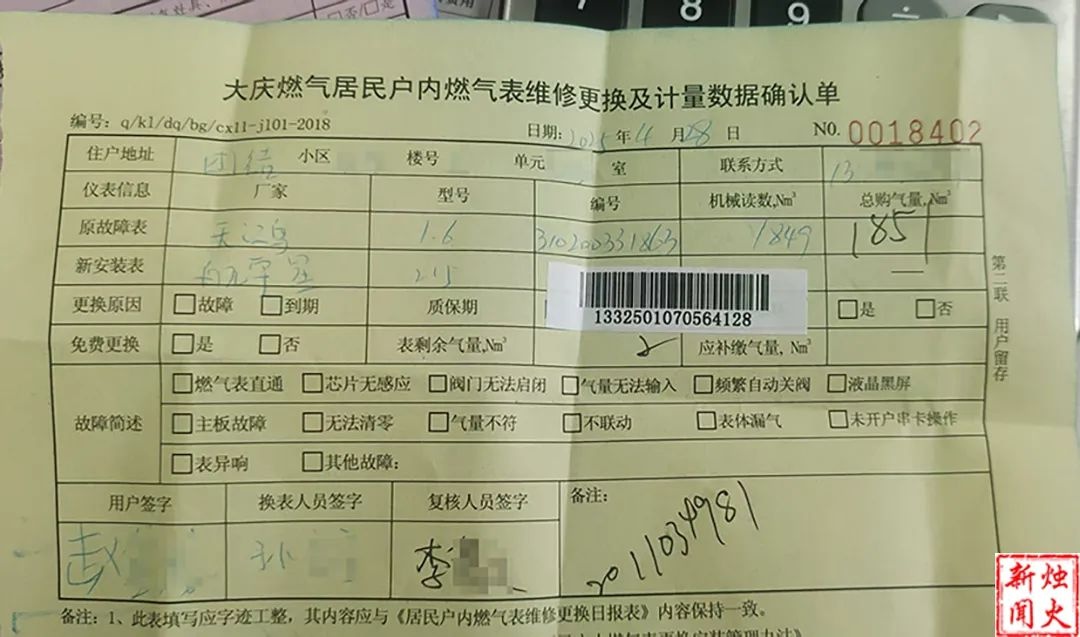 7 8 9 ÷
否/□是
大庆燃气居民户内燃气表维修更换及计量数据确认单
编号: q/kl/dq/bg/cx11-jl01-2018 日期: 2025 年 4 月 28 日 N0. 0018402
住户地址 团结 小区 楼号 单元 室 联系方式 13
仪表信息 厂家 型号 编号 机械读数,Nm³ 总购气量,Nm³
原故障表 1.6 310200331863 1849 1851
新安装表 2.5 —
1332501070564128
更换原因 □故障 □到期 质保期 □是 □否
免费更换 □是 □否 表剩余气量,Nm³ 2 应补缴气量, Nm³
故障简述 □燃气表直通 □芯片无感应 □阀门无法启闭 □气量无法输入 □频繁自动关阀 □液晶黑屏
□主板故障 □无法清零 □气量不符 □不联动 □表体漏气 □未开户串卡操作
□表异响 □其他故障:
用户签字 换表人员签字 复核人员签字 备注:
赵 孙 李 2011034981
备注: 1、此表填写应字迹工整，其内容应与《居民户内燃气表维修更换日报表》内容保持一致。
第二联 用户留存
烛火新闻